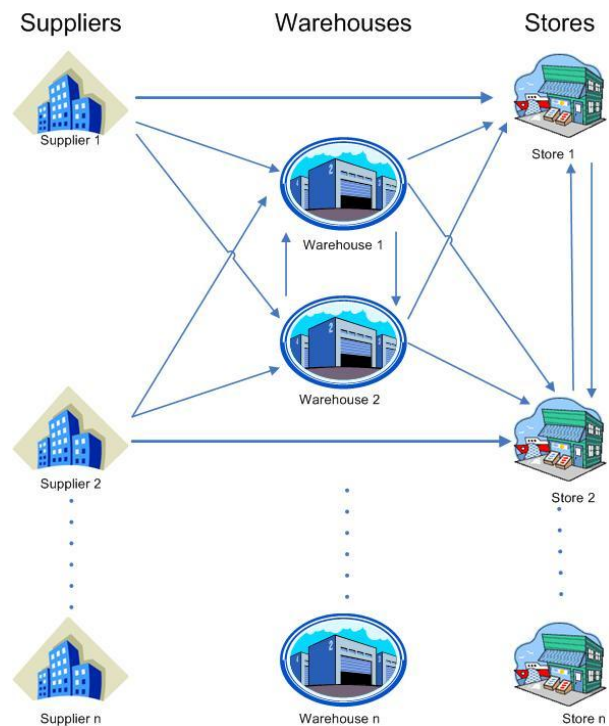 Suppliers
Warehouses
Stores
Supplier 1
Store 1
Warehouse 1
Warehouse 2
Supplier 2
Store 2
Supplier n
Warehouse n
Store n